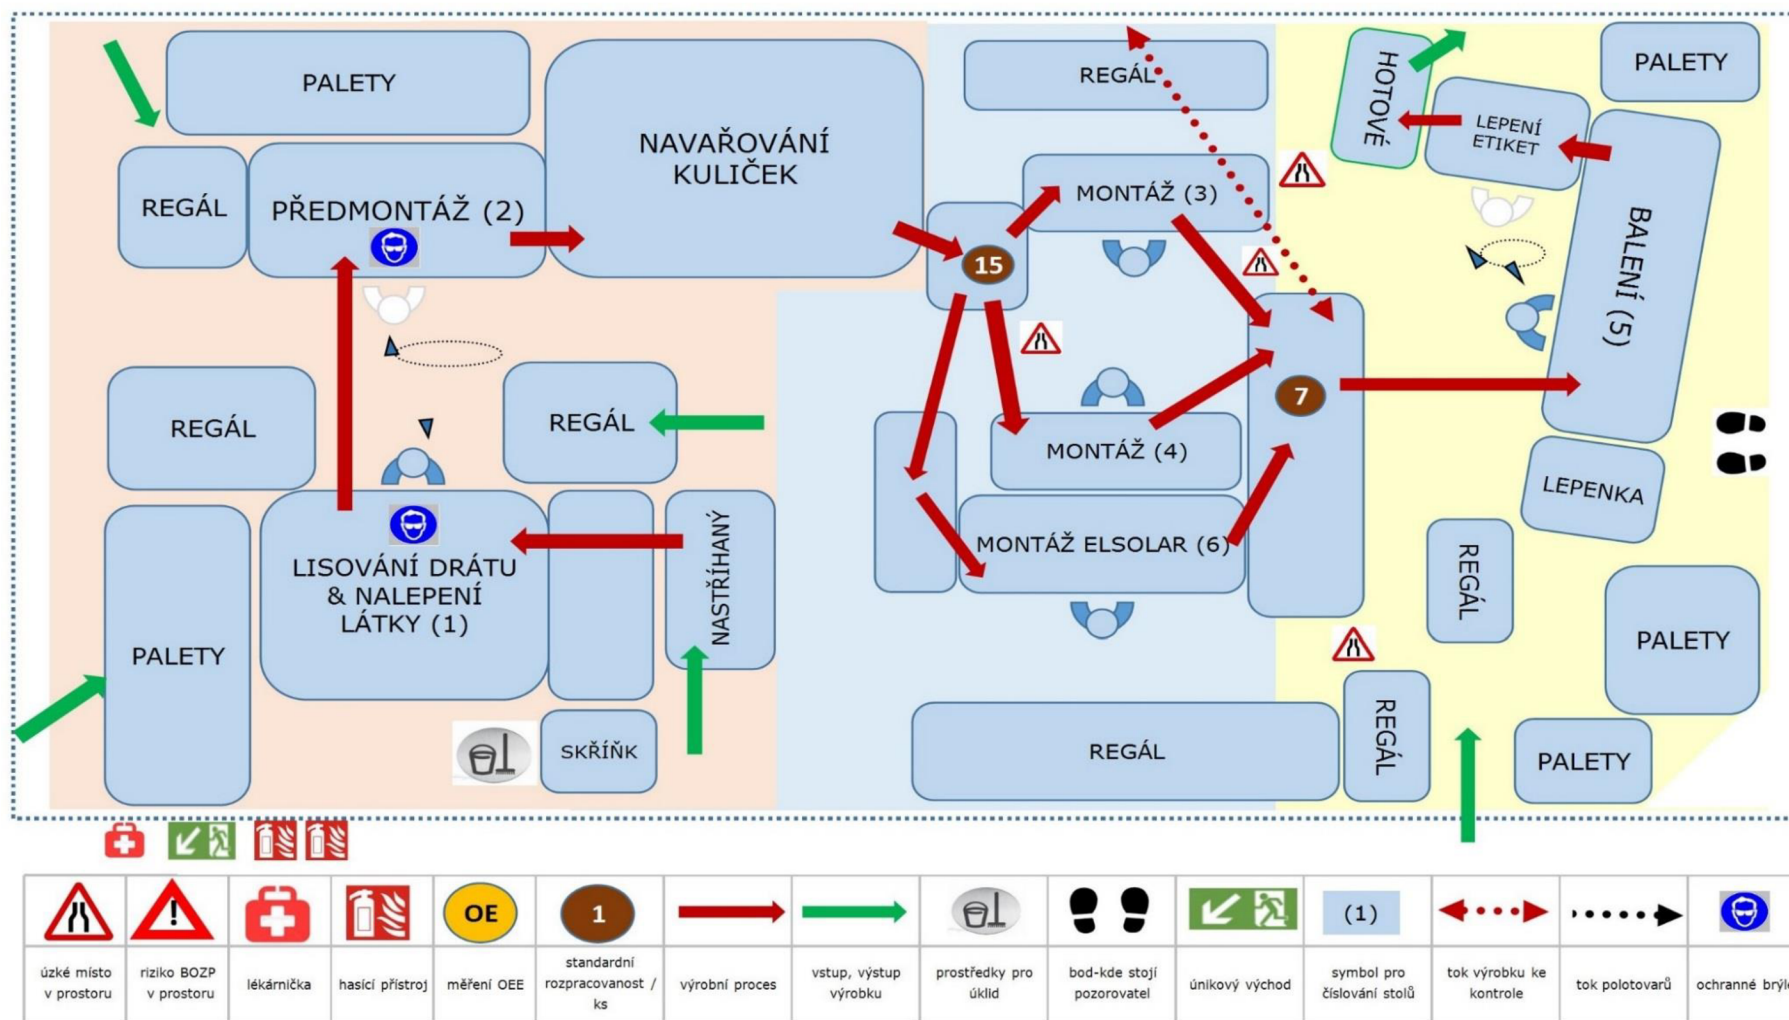 PALETY
NAVAŘOVÁNÍ
KULIČEK
REGÁL
HOTOVÉ
PALETY
LEPENÍ
ETIKET
REGÁL
PŘEDMONTÁŽ (2)
MONTÁŽ (3)
15
BALENÍ (5)
7
REGÁL
REGÁL
MONTÁŽ (4)
LEPENKA
LISOVÁNÍ DRÁTU
& NALEPENÍ
LÁTKY (1)
NASTŘÍHANÝ
MONTÁŽ ELSOLAR (6)
REGÁL
PALETY
PALETY
SKŘÍŇK
REGÁL
REGÁL
PALETY
!
OE
1
(1)
úzké místo
v prostoru
riziko BOZP
v prostoru
lékárnička
hasící přístroj
měření OEE
standardní
rozpracovanost /
ks
výrobní proces
vstup, výstup
výrobku
prostředky pro
úklid
bod-kde stojí
pozorovatel
únikový východ
symbol pro
číslování stolů
tok výrobku ke
kontrole
tok polotovarů
ochranné brýle